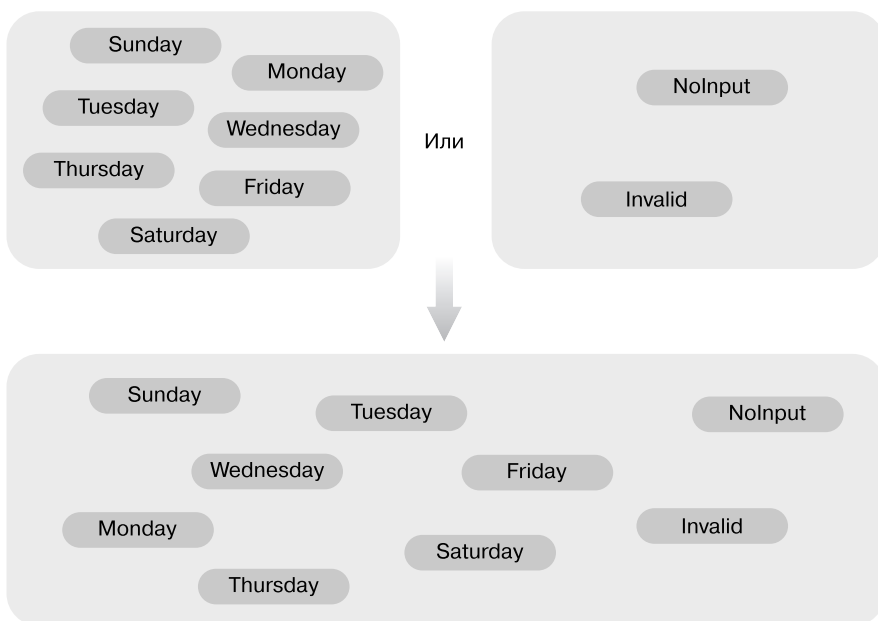 Sunday
Monday
Tuesday
Wednesday
Thursday
Friday
Saturday
Или
NoInput
Invalid
Sunday
Tuesday
NoInput
Wednesday
Friday
Monday
Invalid
Saturday
Thursday